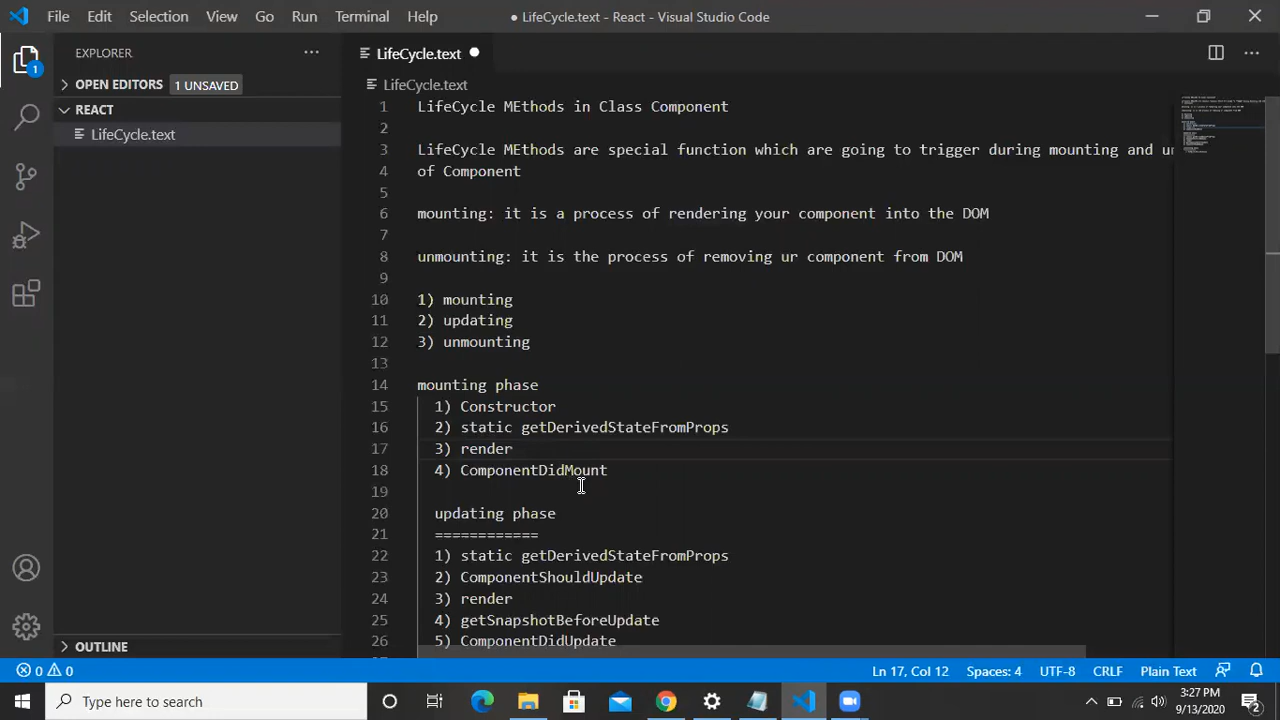 File Edit Selection View Go Run Terminal Help ● LifeCycle.text - React - Visual Studio Code
EXPLORER
OPEN EDITORS 1 UNSAVED
REACT
LifeCycle.text
OUTLINE
1
LifeCycle.text
LifeCycle.text
1 LifeCycle MEthods in Class Component
2
3 LifeCycle MEthods are special function which are going to trigger during mounting and un
4 of Component
5
6 mounting: it is a process of rendering your component into the DOM
7
8 unmounting: it is the process of removing ur component from DOM
9
10 1) mounting
11 2) updating
12 3) unmounting
13
14 mounting phase
15 1) Constructor
16 2) static getDerivedStateFromProps
17 3) render
18 4) ComponentDidMount
19
20 updating phase
21 ============
22 1) static getDerivedStateFromProps
23 2) ComponentShouldUpdate
24 3) render
25 4) getSnapshotBeforeUpdate
26 5) ComponentDidUpdate
0 0 Ln 17, Col 12 Spaces: 4 UTF-8 CRLF Plain Text
Type here to search
3:27 PM
9/13/2020
2